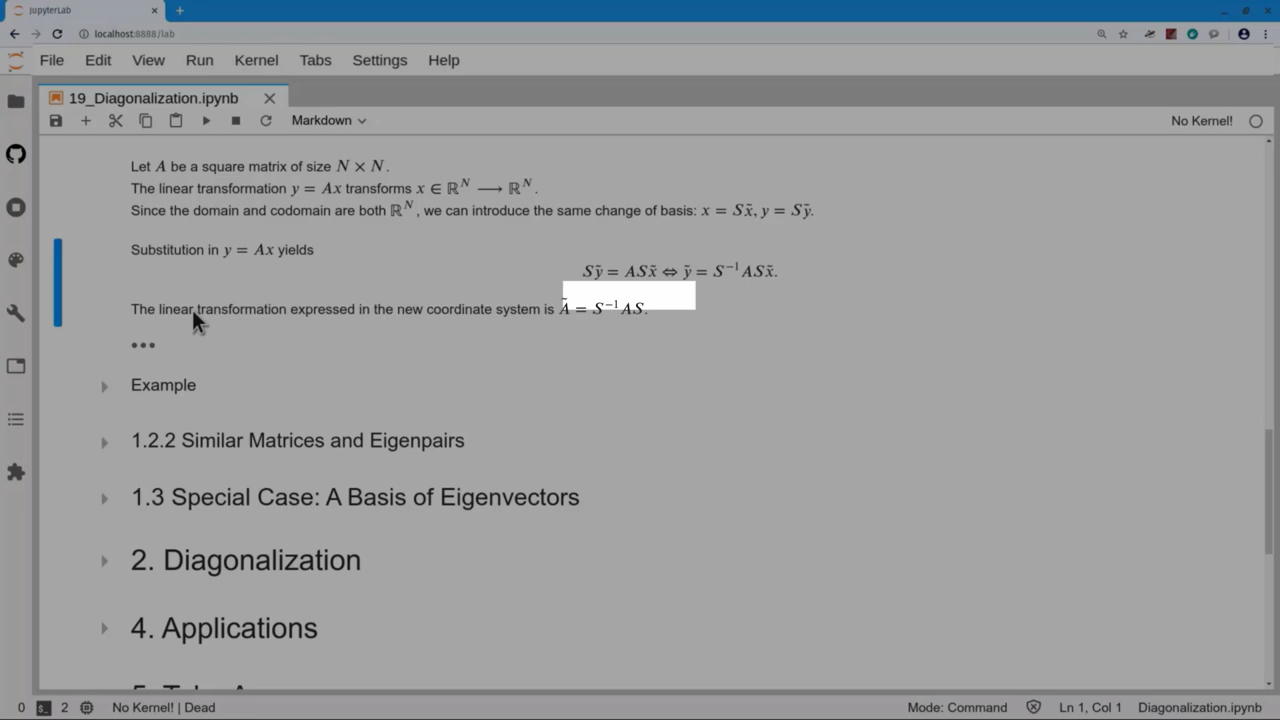 JupyterLab
localhost:8888/lab
File Edit View Run Kernel Tabs Settings Help
19_Diagonalization.ipynb
Markdown No Kernel!
Let A be a square matrix of size N × N.
The linear transformation y = Ax transforms x ∈ ℝ^N ⟶ ℝ^N.
Since the domain and codomain are both ℝ^N, we can introduce the same change of basis: x = Sx̃, y = Sỹ.
Substitution in y = Ax yields
Sỹ = ASx̃ ⇔ ỹ = S⁻¹ASx̃.
The linear transformation expressed in the new coordinate system is Ã = S⁻¹AS.
•••
Example
1.2.2 Similar Matrices and Eigenpairs
1.3 Special Case: A Basis of Eigenvectors
2. Diagonalization
4. Applications
0 2 No Kernel! | Dead Mode: Command Ln 1, Col 1 Diagonalization.ipynb